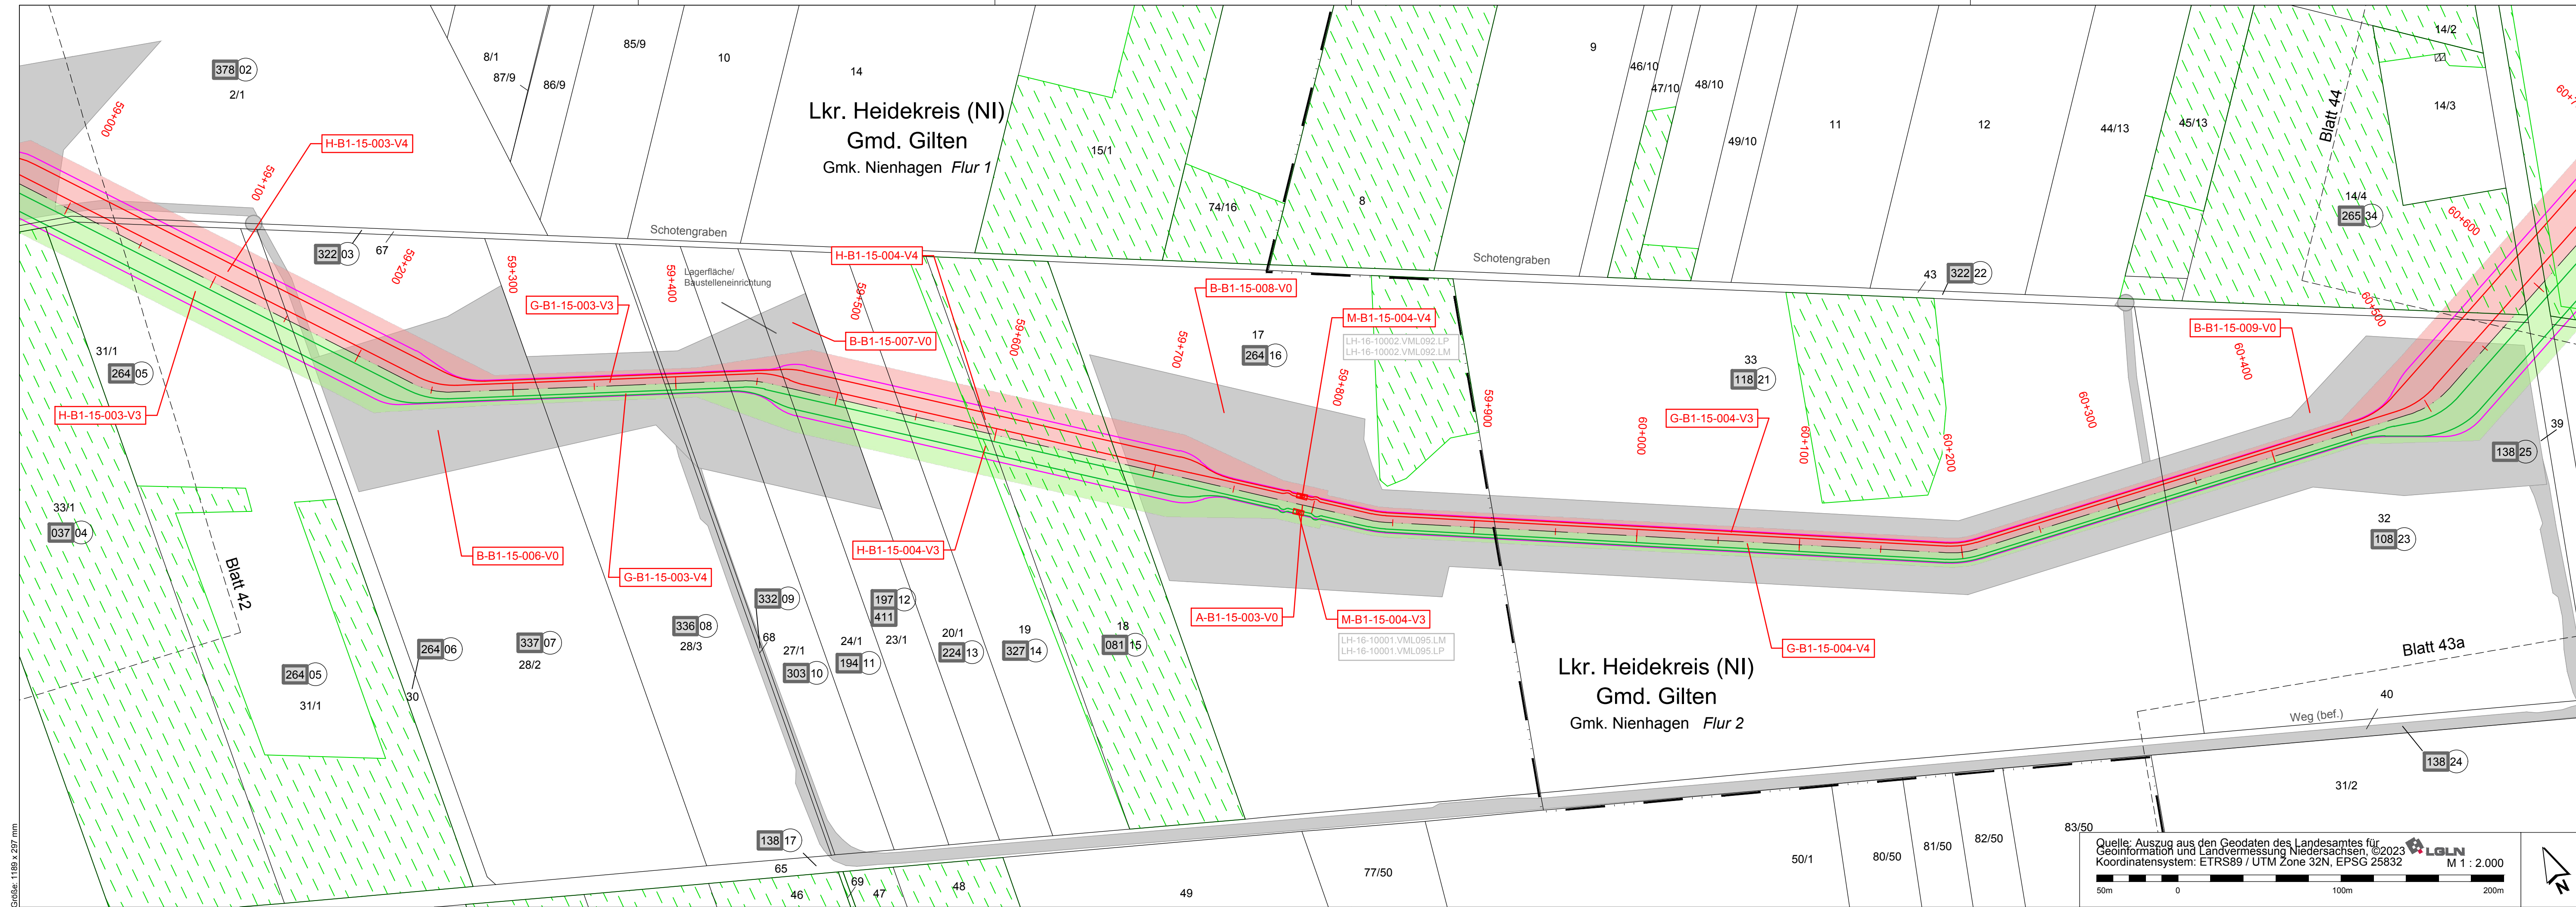 8/1
87/9
86/9
85/9
10
14
9
46/10
47/10
48/10
49/10
11
12
44/13
45/13
14/2
14/3
14/4
265 34
Blatt 44
378 02
2/1
59+000
59+100
H-B1-15-003-V4
Lkr. Heidekreis (NI)
Gmd. Gilten
Gmk. Nienhagen Flur 1
15/1
74/16
8
Schotengraben
Schotengraben
322 03
67
59+200
59+300
59+400
Lagerfläche/
Baustelleneinrichtung
H-B1-15-004-V4
59+500
59+600
G-B1-15-003-V3
B-B1-15-007-V0
B-B1-15-008-V0
59+700
17
264 16
M-B1-15-004-V4
LH-16-10002.VML092.LP
LH-16-10002.VML092.LM
59+800
59+900
33
118 21
43
322 22
G-B1-15-004-V3
60+000
60+100
60+200
60+300
60+400
60+500
60+600
B-B1-15-009-V0
39
138 25
31/1
264 05
H-B1-15-003-V3
33/1
037 04
Blatt 42
B-B1-15-006-V0
G-B1-15-003-V4
H-B1-15-004-V3
A-B1-15-003-V0
M-B1-15-004-V3
LH-16-10001.VML095.LM
LH-16-10001.VML095.LP
G-B1-15-004-V4
32
108 23
264 05
31/1
264 06
30
337 07
28/2
336 08
28/3
332 09
68
27/1
303 10
24/1
194 11
197 12
411
23/1
20/1
224 13
19
327 14
18
081 15
Lkr. Heidekreis (NI)
Gmd. Gilten
Gmk. Nienhagen Flur 2
Blatt 43a
40
Weg (bef.)
138 24
31/2
138 17
65
46
69
47
48
49
77/50
50/1
80/50
81/50
82/50
83/50
Quelle: Auszug aus den Geodaten des Landesamtes für
Geoinformation und Landvermessung Niedersachsen, ©2023
LGLN
Koordinatensystem: ETRS89 / UTM Zone 32N, EPSG 25832
M 1 : 2.000
50m 0 100m 200m
N
Größe: 1189 x 297 mm